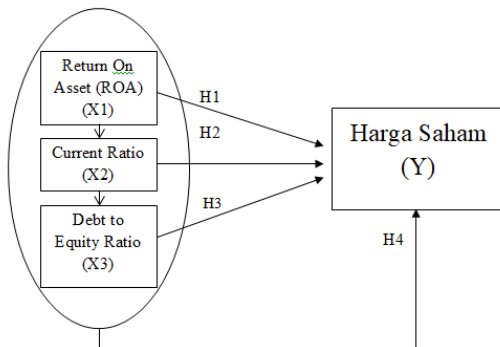 Return On
Asset (ROA)
(X1)
H1
H2
Current Ratio
(X2)
Debt to
Equity Ratio
(X3)
H3
Harga Saham
(Y)
H4